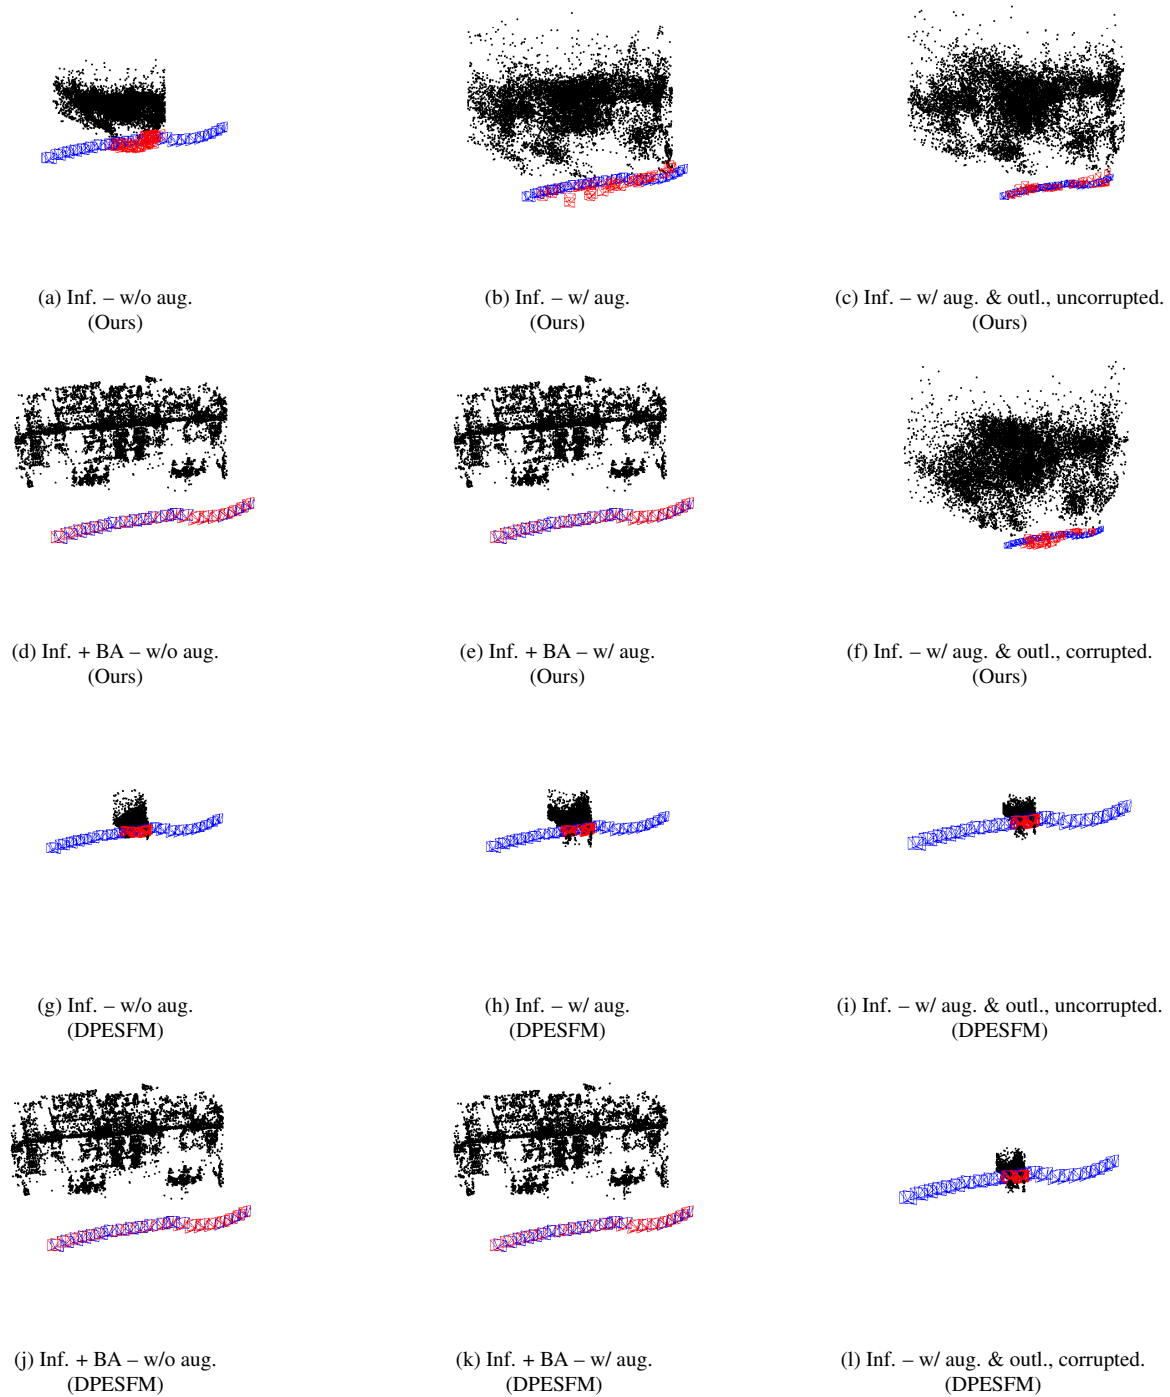 (a) Inf. – w/o aug.
(Ours)
(b) Inf. – w/ aug.
(Ours)
(c) Inf. – w/ aug. & outl., uncorrupted.
(Ours)
(d) Inf. + BA – w/o aug.
(Ours)
(e) Inf. + BA – w/ aug.
(Ours)
(f) Inf. – w/ aug. & outl., corrupted.
(Ours)
(g) Inf. – w/o aug.
(DPESFM)
(h) Inf. – w/ aug.
(DPESFM)
(i) Inf. – w/ aug. & outl., uncorrupted.
(DPESFM)
(j) Inf. + BA – w/o aug.
(DPESFM)
(k) Inf. + BA – w/ aug.
(DPESFM)
(l) Inf. – w/ aug. & outl., corrupted.
(DPESFM)